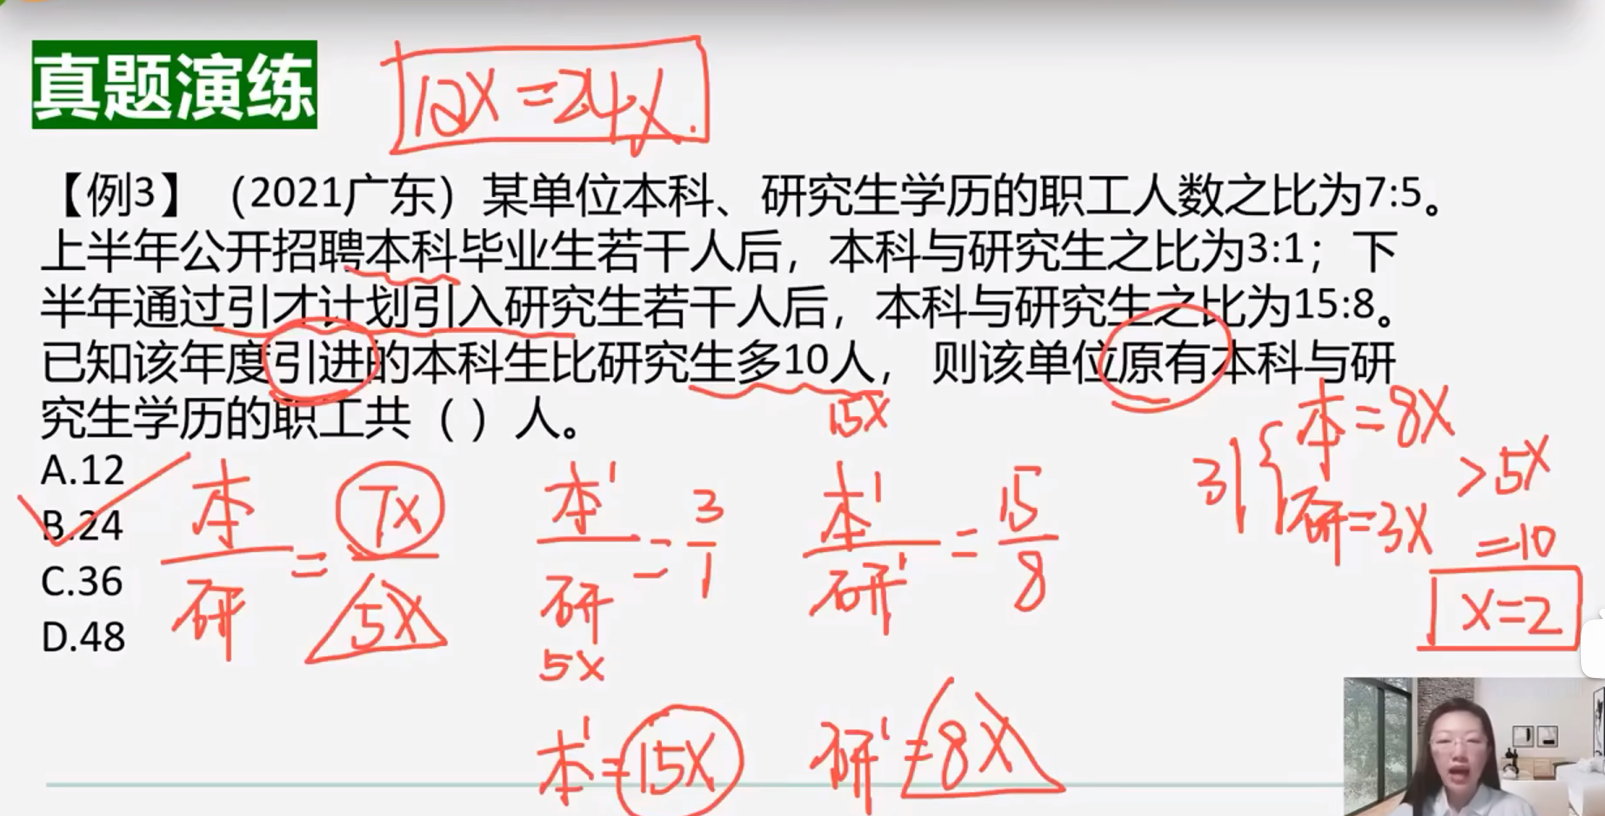 真题演练
12X=24人.
【例3】（2021广东）某单位本科、研究生学历的职工人数之比为7:5。
上半年公开招聘本科毕业生若干人后，本科与研究生之比为3:1；下
半年通过引才计划引入研究生若干人后，本科与研究生之比为15:8。
已知该年度引进的本科生比研究生多10人， 则该单位原有本科与研
究生学历的职工共（ ）人。
A.12
B.24
C.36
D.48
本/研=7X/5X
本'/研=3/1
5X
15X
本'/研'=15/8
本'=15X
研'=8X
引{本=8X
研=3X
>5X
=10
X=2